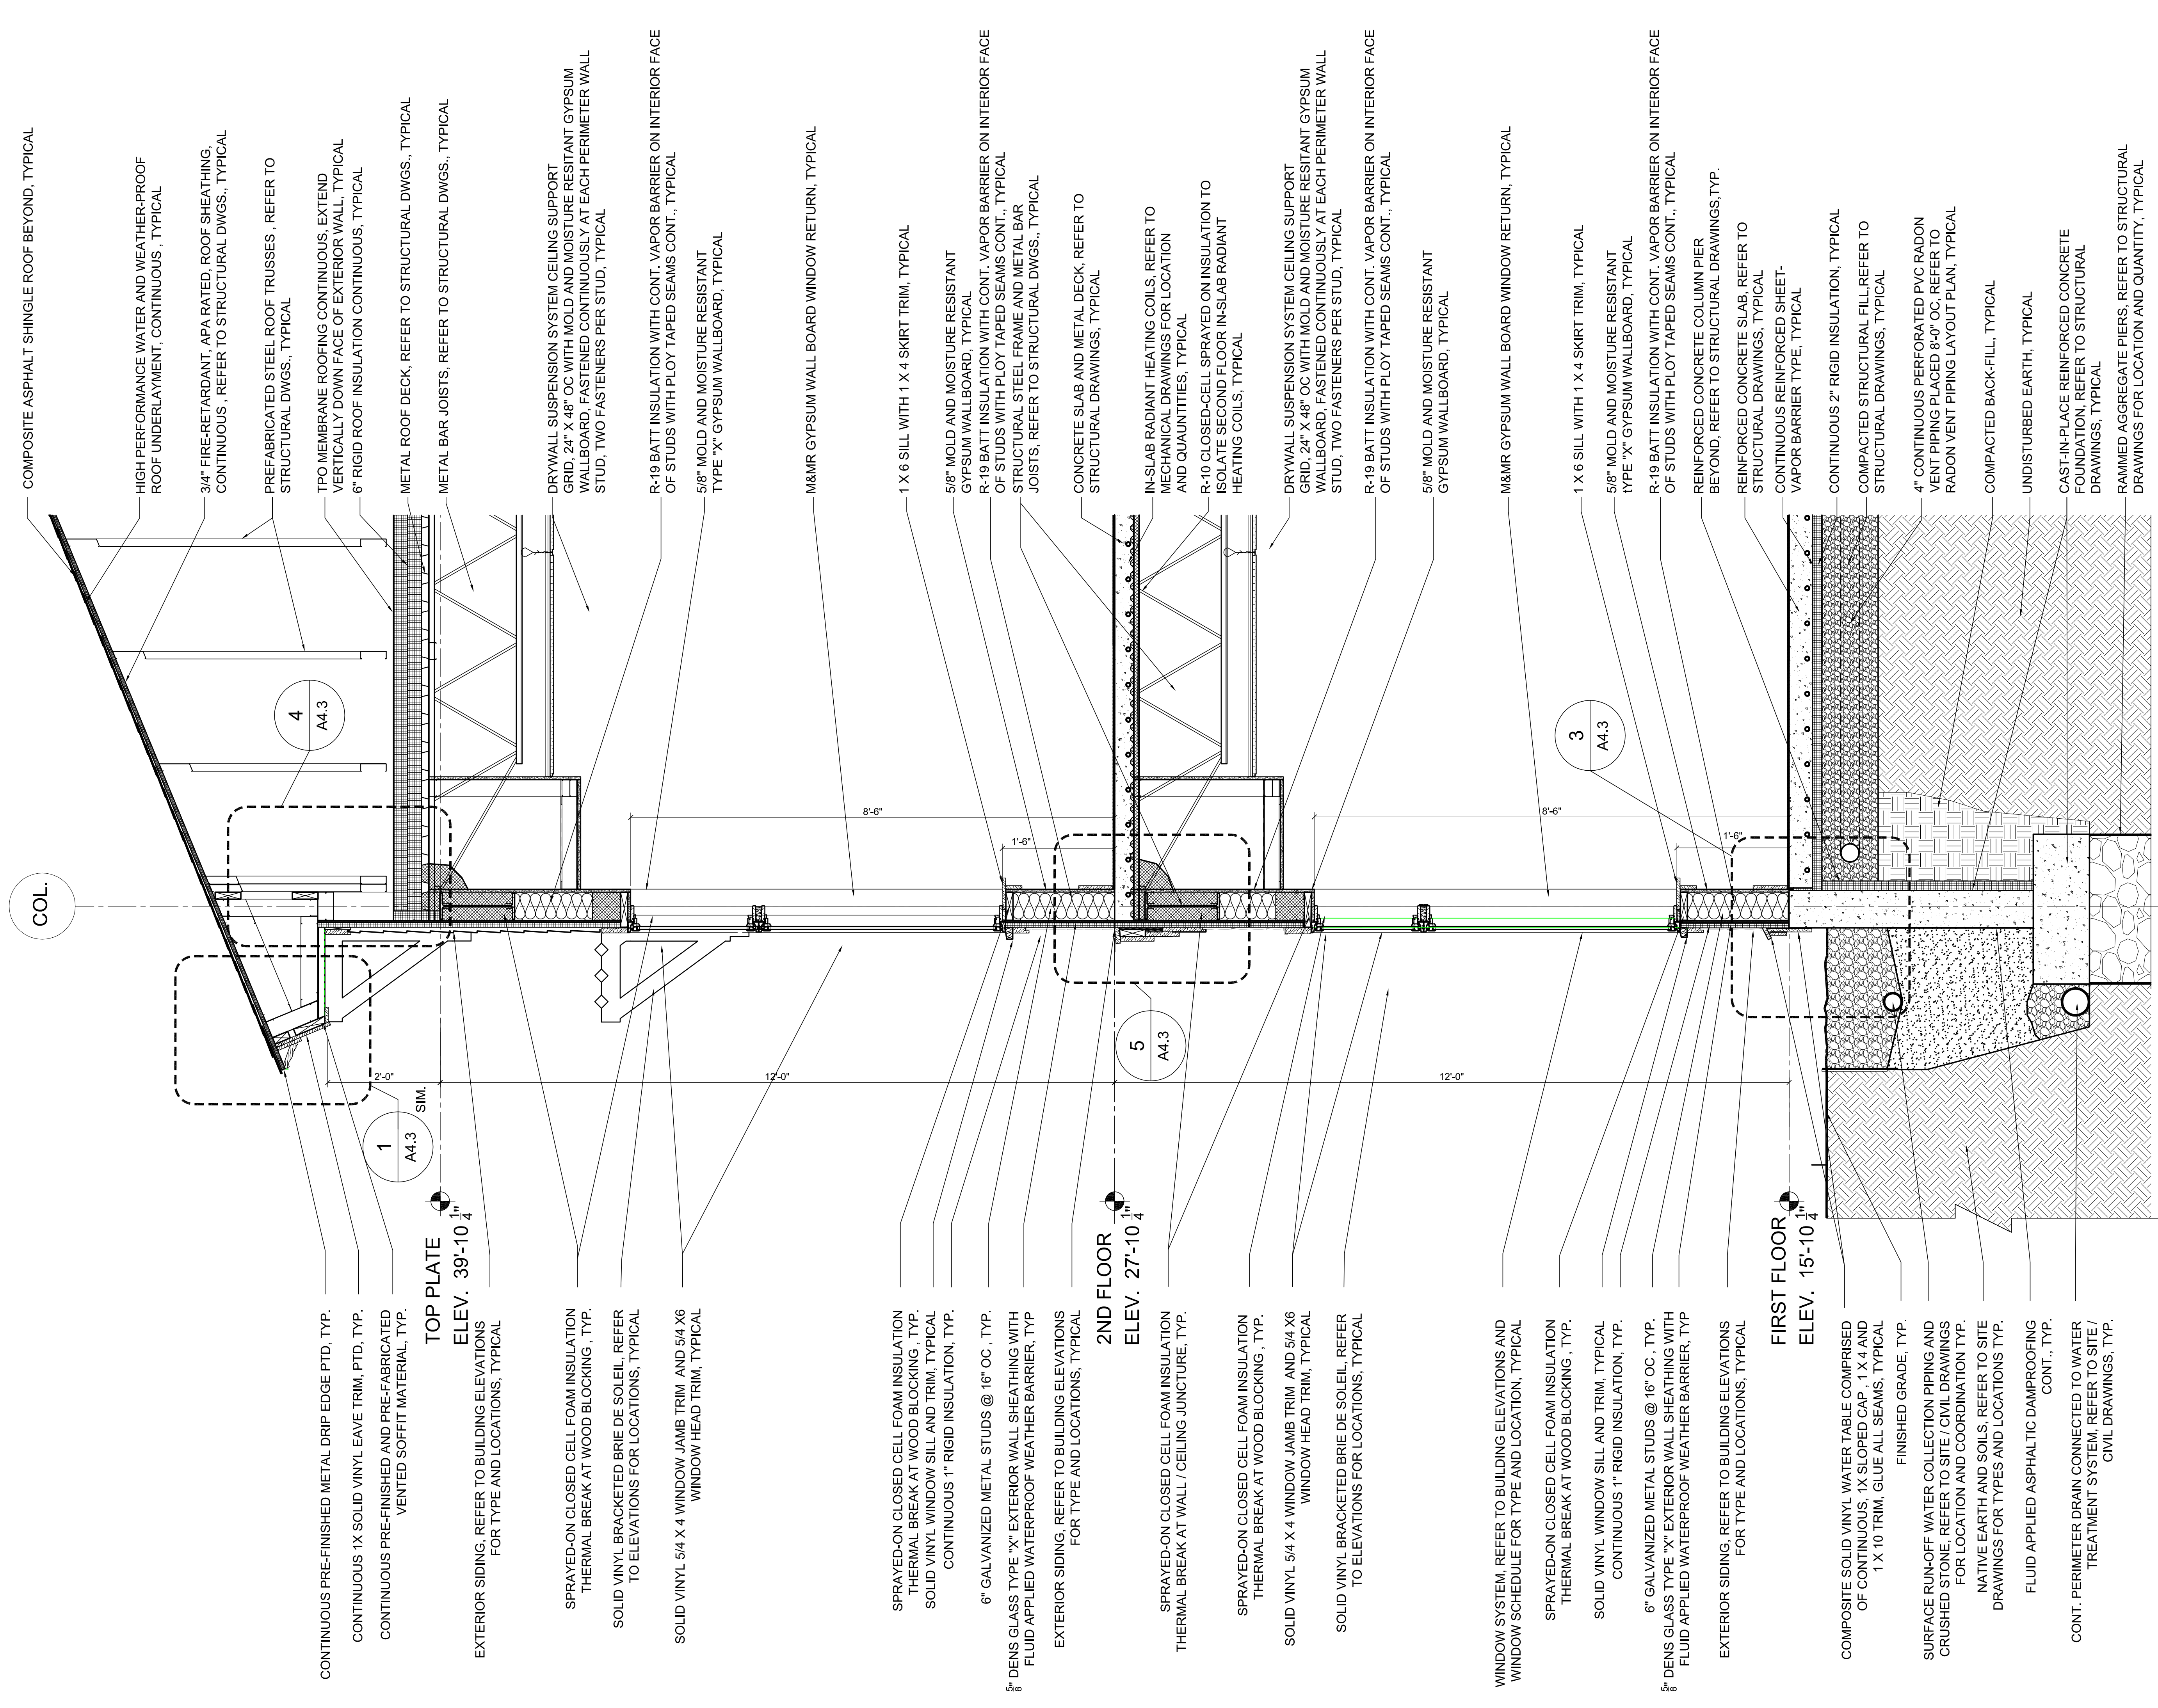 COL.
CONTINUOUS PRE-FINISHED METAL DRIP EDGE PTD, TYP.
CONTINUOUS 1X SOLID VINYL EAVE TRIM, PTD, TYP.
CONTINUOUS PRE-FINISHED AND PRE-FABRICATED
VENTED SOFFIT MATERIAL, TYP.
TOP PLATE
ELEV. 39'-10 1/4"
EXTERIOR SIDING, REFER TO BUILDING ELEVATIONS
FOR TYPE AND LOCATIONS, TYPICAL
SPRAYED-ON CLOSED CELL FOAM INSULATION
THERMAL BREAK AT WOOD BLOCKING , TYP.
SOLID VINYL BRACKETED BRIE DE SOLEIL, REFER
TO ELEVATIONS FOR LOCATIONS, TYPICAL
SOLID VINYL 5/4 X 4 WINDOW JAMB TRIM AND 5/4 X6
WINDOW HEAD TRIM, TYPICAL
SPRAYED-ON CLOSED CELL FOAM INSULATION
THERMAL BREAK AT WOOD BLOCKING , TYP.
SOLID VINYL WINDOW SILL AND TRIM, TYPICAL
CONTINUOUS 1" RIGID INSULATION, TYP.
6" GALVANIZED METAL STUDS @ 16" OC , TYP.
5/8" DENS GLASS TYPE "X" EXTERIOR WALL SHEATHING WITH
FLUID APPLIED WATERPROOF WEATHER BARRIER, TYP
EXTERIOR SIDING, REFER TO BUILDING ELEVATIONS
FOR TYPE AND LOCATIONS, TYPICAL
2ND FLOOR
ELEV. 27'-10 1/4"
SPRAYED-ON CLOSED CELL FOAM INSULATION
THERMAL BREAK AT WALL / CEILING JUNCTURE, TYP.
SPRAYED-ON CLOSED CELL FOAM INSULATION
THERMAL BREAK AT WOOD BLOCKING , TYP.
SOLID VINYL 5/4 X 4 WINDOW JAMB TRIM AND 5/4 X6
WINDOW HEAD TRIM, TYPICAL
SOLID VINYL BRACKETED BRIE DE SOLEIL, REFER
TO ELEVATIONS FOR LOCATIONS, TYPICAL
WINDOW SYSTEM, REFER TO BUILDING ELEVATIONS AND
WINDOW SCHEDULE FOR TYPE AND LOCATION, TYPICAL
SPRAYED-ON CLOSED CELL FOAM INSULATION
THERMAL BREAK AT WOOD BLOCKING , TYP.
SOLID VINYL WINDOW SILL AND TRIM, TYPICAL
CONTINUOUS 1" RIGID INSULATION, TYP.
6" GALVANIZED METAL STUDS @ 16" OC , TYP.
5/8" DENS GLASS TYPE "X" EXTERIOR WALL SHEATHING WITH
FLUID APPLIED WATERPROOF WEATHER BARRIER, TYP
EXTERIOR SIDING, REFER TO BUILDING ELEVATIONS
FOR TYPE AND LOCATIONS, TYPICAL
FIRST FLOOR
ELEV. 15'-10 1/4"
COMPOSITE SOLID VINYL WATER TABLE COMPRISED
OF CONTINUOUS, 1X SLOPED CAP , 1 X 4 AND
1 X 10 TRIM, GLUE ALL SEAMS, TYPICAL
FINISHED GRADE, TYP.
SURFACE RUN-OFF WATER COLLECTION PIPING AND
CRUSHED STONE, REFER TO SITE / CIVIL DRAWINGS
FOR LOCATION AND COORDINATION TYP.
NATIVE EARTH AND SOILS, REFER TO SITE
DRAWINGS FOR TYPES AND LOCATIONS TYP.
FLUID APPLIED ASPHALTIC DAMPROOFING
CONT., TYP.
CONT. PERIMETER DRAIN CONNECTED TO WATER
TREATMENT SYSTEM, REFER TO SITE /
CIVIL DRAWINGS, TYP.
1
A4.3
SIM.
2'-0"
12'-0"
5
A4.3
12'-0"
4
A4.3
8'-6"
1'-6"
8'-6"
1'-6"
3
A4.3
COMPOSITE ASPHALT SHINGLE ROOF BEYOND, TYPICAL
HIGH PERFORMANCE WATER AND WEATHER-PROOF
ROOF UNDERLAYMENT, CONTINUOUS , TYPICAL
3/4" FIRE-RETARDANT, APA RATED, ROOF SHEATHING,
CONTINUOUS , REFER TO STRUCTURAL DWGS., TYPICAL
PREFABRICATED STEEL ROOF TRUSSES , REFER TO
STRUCTURAL DWGS., TYPICAL
TPO MEMBRANE ROOFING CONTINUOUS, EXTEND
VERTICALLY DOWN FACE OF EXTERIOR WALL, TYPICAL
6" RIGID ROOF INSULATION CONTINUOUS, TYPICAL
METAL ROOF DECK, REFER TO STRUCTURAL DWGS., TYPICAL
METAL BAR JOISTS, REFER TO STRUCTURAL DWGS., TYPICAL
DRYWALL SUSPENSION SYSTEM CEILING SUPPORT
GRID, 24" X 48" OC WITH MOLD AND MOISTURE RESITANT GYPSUM
WALLBOARD, FASTENED CONTINUOUSLY AT EACH PERIMETER WALL
STUD, TWO FASTENERS PER STUD, TYPICAL
R-19 BATT INSULATION WITH CONT. VAPOR BARRIER ON INTERIOR FACE
OF STUDS WITH PLOY TAPED SEAMS CONT., TYPICAL
5/8" MOLD AND MOISTURE RESISTANT
TYPE "X" GYPSUM WALLBOARD, TYPICAL
M&MR GYPSUM WALL BOARD WINDOW RETURN, TYPICAL
1 X 6 SILL WITH 1 X 4 SKIRT TRIM, TYPICAL
5/8" MOLD AND MOISTURE RESISTANT
GYPSUM WALLBOARD, TYPICAL
R-19 BATT INSULATION WITH CONT. VAPOR BARRIER ON INTERIOR FACE
OF STUDS WITH PLOY TAPED SEAMS CONT., TYPICAL
STRUCTURAL STEEL FRAME AND METAL BAR
JOISTS, REFER TO STRUCTURAL DWGS., TYPICAL
CONCRETE SLAB AND METAL DECK, REFER TO
STRUCTURAL DRAWINGS, TYPICAL
IN-SLAB RADIANT HEATING COILS, REFER TO
MECHANICAL DRAWINGS FOR LOCATION
AND QUAUNTITIES, TYPICAL
R-10 CLOSED-CELL SPRAYED ON INSULATION TO
ISOLATE SECOND FLOOR IN-SLAB RADIANT
HEATING COILS, TYPICAL
DRYWALL SUSPENSION SYSTEM CEILING SUPPORT
GRID, 24" X 48" OC WITH MOLD AND MOISTURE RESITANT GYPSUM
WALLBOARD, FASTENED CONTINUOUSLY AT EACH PERIMETER WALL
STUD, TWO FASTENERS PER STUD, TYPICAL
R-19 BATT INSULATION WITH CONT. VAPOR BARRIER ON INTERIOR FACE
OF STUDS WITH PLOY TAPED SEAMS CONT., TYPICAL
5/8" MOLD AND MOISTURE RESISTANT
GYPSUM WALLBOARD, TYPICAL
M&MR GYPSUM WALL BOARD WINDOW RETURN, TYPICAL
1 X 6 SILL WITH 1 X 4 SKIRT TRIM, TYPICAL
5/8" MOLD AND MOISTURE RESISTANT
tYPE "X" GYPSUM WALLBOARD, TYPICAL
R-19 BATT INSULATION WITH CONT. VAPOR BARRIER ON INTERIOR FACE
OF STUDS WITH PLOY TAPED SEAMS CONT., TYPICAL
REINFORCED CONCRETE COLUMN PIER
BEYOND, REFER TO STRUCTURAL DRAWINGS,TYP.
REINFORCED CONCRETE SLAB, REFER TO
STRUCTURAL DRAWINGS, TYPICAL
CONTINUOUS REINFORCED SHEET-
VAPOR BARRIER TYPE, TYPICAL
CONTINUOUS 2" RIGID INSULATION, TYPICAL
COMPACTED STRUCTURAL FILL,REFER TO
STRUCTURAL DRAWINGS, TYPICAL
4" CONTINUOUS PERFORATED PVC RADON
VENT PIPING PLACED 8'-0" OC, REFER TO
RADON VENT PIPING LAYOUT PLAN, TYPICAL
COMPACTED BACK-FILL, TYPICAL
UNDISTURBED EARTH, TYPICAL
CAST-IN-PLACE REINFORCED CONCRETE
FOUNDATION, REFER TO STRUCTURAL
DRAWINGS, TYPICAL
RAMMED AGGREGATE PIERS, REFER TO STRUCTURAL
DRAWINGS FOR LOCATION AND QUANTITY, TYPICAL